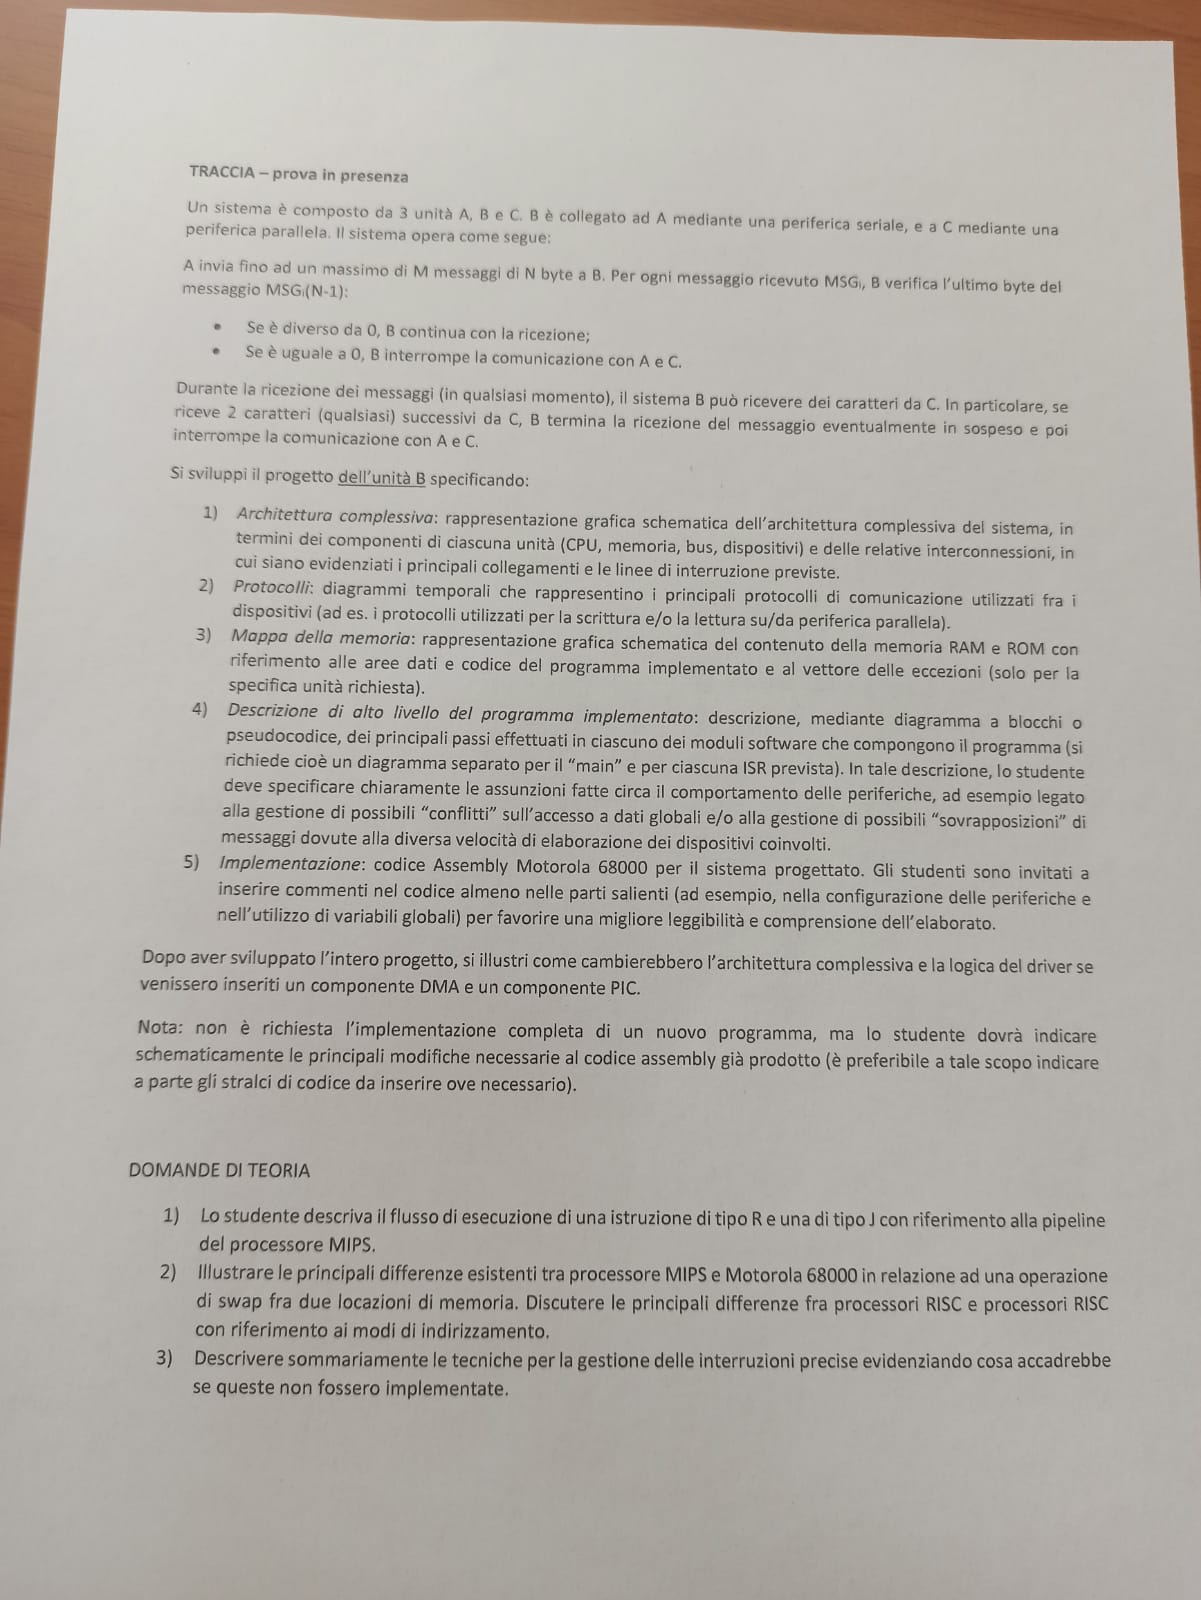 TRACCIA – prova in presenza
Un sistema è composto da 3 unità A, B e C. B è collegato ad A mediante una periferica seriale, e a C mediante una
periferica parallela. Il sistema opera come segue:
A invia fino ad un massimo di M messaggi di N byte a B. Per ogni messaggio ricevuto MSGᵢ, B verifica l'ultimo byte del
messaggio MSGᵢ(N-1):
• Se è diverso da 0, B continua con la ricezione;
• Se è uguale a 0, B interrompe la comunicazione con A e C.
Durante la ricezione dei messaggi (in qualsiasi momento), il sistema B può ricevere dei caratteri da C. In particolare, se
riceve 2 caratteri (qualsiasi) successivi da C, B termina la ricezione del messaggio eventualmente in sospeso e poi
interrompe la comunicazione con A e C.
Si sviluppi il progetto dell'unità B specificando:
1) Architettura complessiva: rappresentazione grafica schematica dell'architettura complessiva del sistema, in
termini dei componenti di ciascuna unità (CPU, memoria, bus, dispositivi) e delle relative interconnessioni, in
cui siano evidenziati i principali collegamenti e le linee di interruzione previste.
2) Protocolli: diagrammi temporali che rappresentino i principali protocolli di comunicazione utilizzati fra i
dispositivi (ad es. i protocolli utilizzati per la scrittura e/o la lettura su/da periferica parallela).
3) Mappa della memoria: rappresentazione grafica schematica del contenuto della memoria RAM e ROM con
riferimento alle aree dati e codice del programma implementato e al vettore delle eccezioni (solo per la
specifica unità richiesta).
4) Descrizione di alto livello del programma implementato: descrizione, mediante diagramma a blocchi o
pseudocodice, dei principali passi effettuati in ciascuno dei moduli software che compongono il programma (si
richiede cioè un diagramma separato per il "main" e per ciascuna ISR prevista). In tale descrizione, lo studente
deve specificare chiaramente le assunzioni fatte circa il comportamento delle periferiche, ad esempio legato
alla gestione di possibili "conflitti" sull'accesso a dati globali e/o alla gestione di possibili "sovrapposizioni" di
messaggi dovute alla diversa velocità di elaborazione dei dispositivi coinvolti.
5) Implementazione: codice Assembly Motorola 68000 per il sistema progettato. Gli studenti sono invitati a
inserire commenti nel codice almeno nelle parti salienti (ad esempio, nella configurazione delle periferiche e
nell'utilizzo di variabili globali) per favorire una migliore leggibilità e comprensione dell'elaborato.
Dopo aver sviluppato l'intero progetto, si illustri come cambierebbero l'architettura complessiva e la logica del driver se
venissero inseriti un componente DMA e un componente PIC.
Nota: non è richiesta l'implementazione completa di un nuovo programma, ma lo studente dovrà indicare
schematicamente le principali modifiche necessarie al codice assembly già prodotto (è preferibile a tale scopo indicare
a parte gli stralci di codice da inserire ove necessario).
DOMANDE DI TEORIA
1) Lo studente descriva il flusso di esecuzione di una istruzione di tipo R e una di tipo J con riferimento alla pipeline
del processore MIPS.
2) Illustrare le principali differenze esistenti tra processore MIPS e Motorola 68000 in relazione ad una operazione
di swap fra due locazioni di memoria. Discutere le principali differenze fra processori RISC e processori RISC
con riferimento ai modi di indirizzamento.
3) Descrivere sommariamente le tecniche per la gestione delle interruzioni precise evidenziando cosa accadrebbe
se queste non fossero implementate.